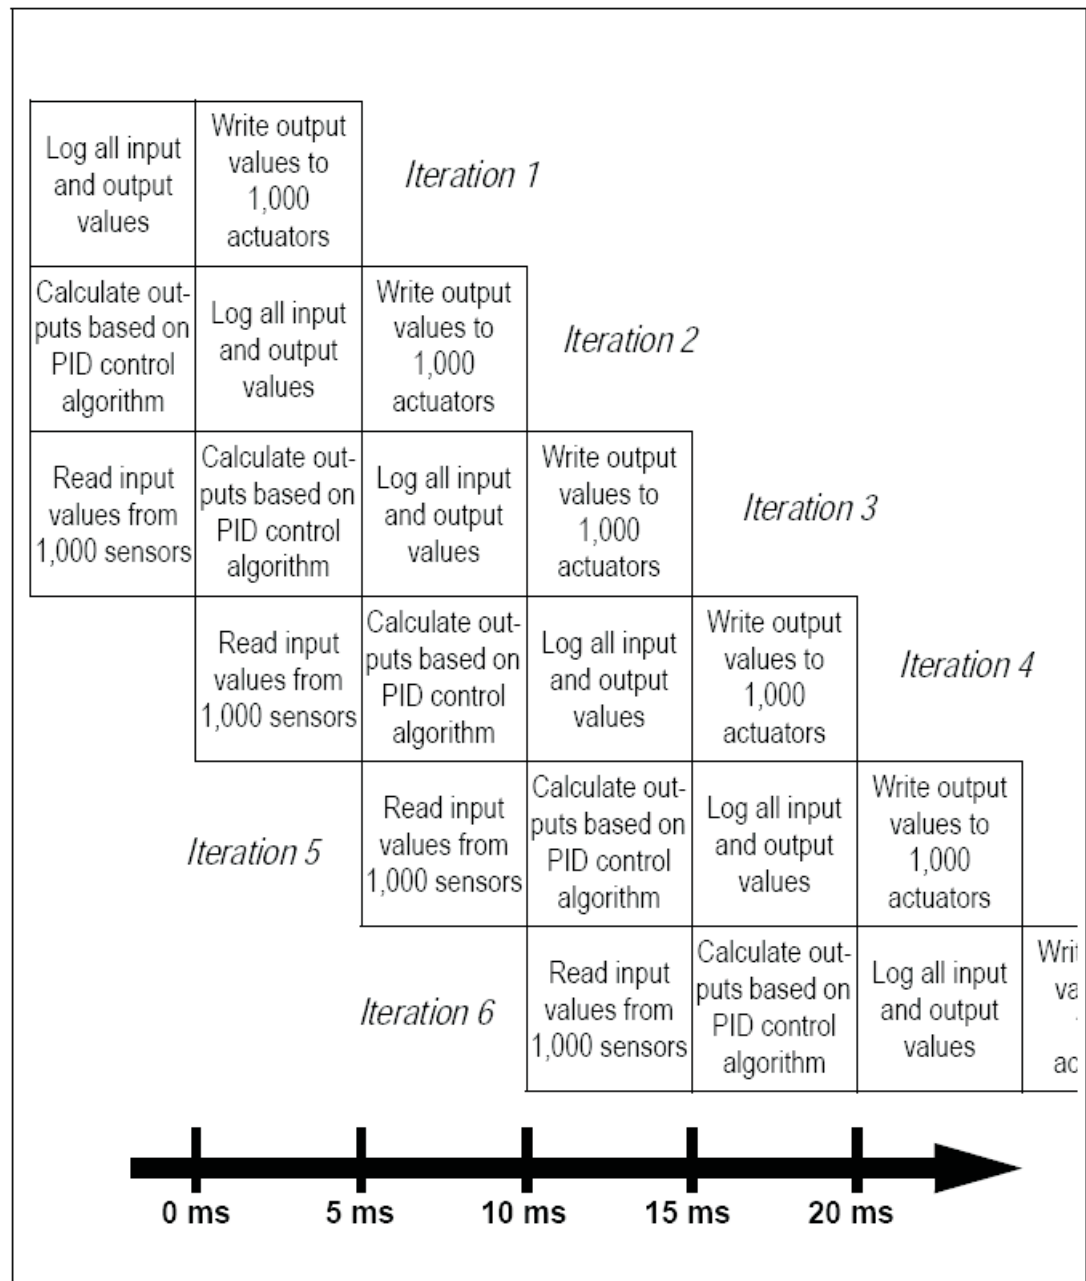 Log all input
and output
values
Write output
values to
1,000
actuators
Iteration 1
Calculate out-
puts based on
PID control
algorithm
Log all input
and output
values
Write output
values to
1,000
actuators
Iteration 2
Read input
values from
1,000 sensors
Calculate out-
puts based on
PID control
algorithm
Log all input
and output
values
Write output
values to
1,000
actuators
Iteration 3
Read input
values from
1,000 sensors
Calculate out-
puts based on
PID control
algorithm
Log all input
and output
values
Write output
values to
1,000
actuators
Iteration 4
Iteration 5
Read input
values from
1,000 sensors
Calculate out-
puts based on
PID control
algorithm
Log all input
and output
values
Write output
values to
1,000
actuators
Iteration 6
Read input
values from
1,000 sensors
Calculate out-
puts based on
PID control
algorithm
Log all input
and output
values
0 ms
5 ms
10 ms
15 ms
20 ms